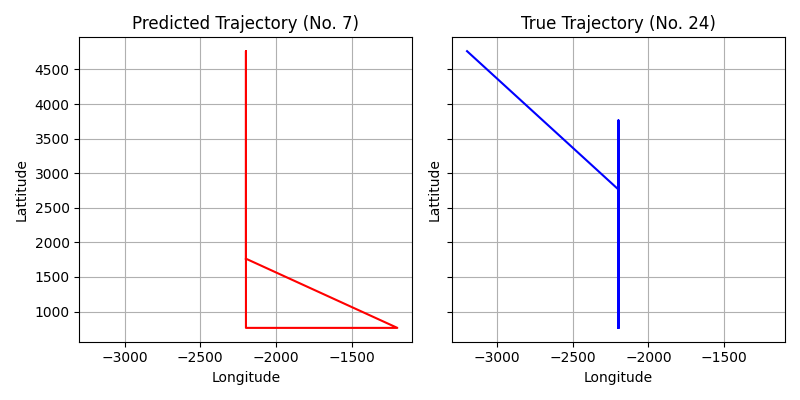 Predicted Trajectory (No. 7)
True Trajectory (No. 24)
Lattitude
4500
4000
3500
3000
2500
2000
1500
1000
−3000 −2500 −2000 −1500
Longitude
Lattitude
−3000 −2500 −2000 −1500
Longitude